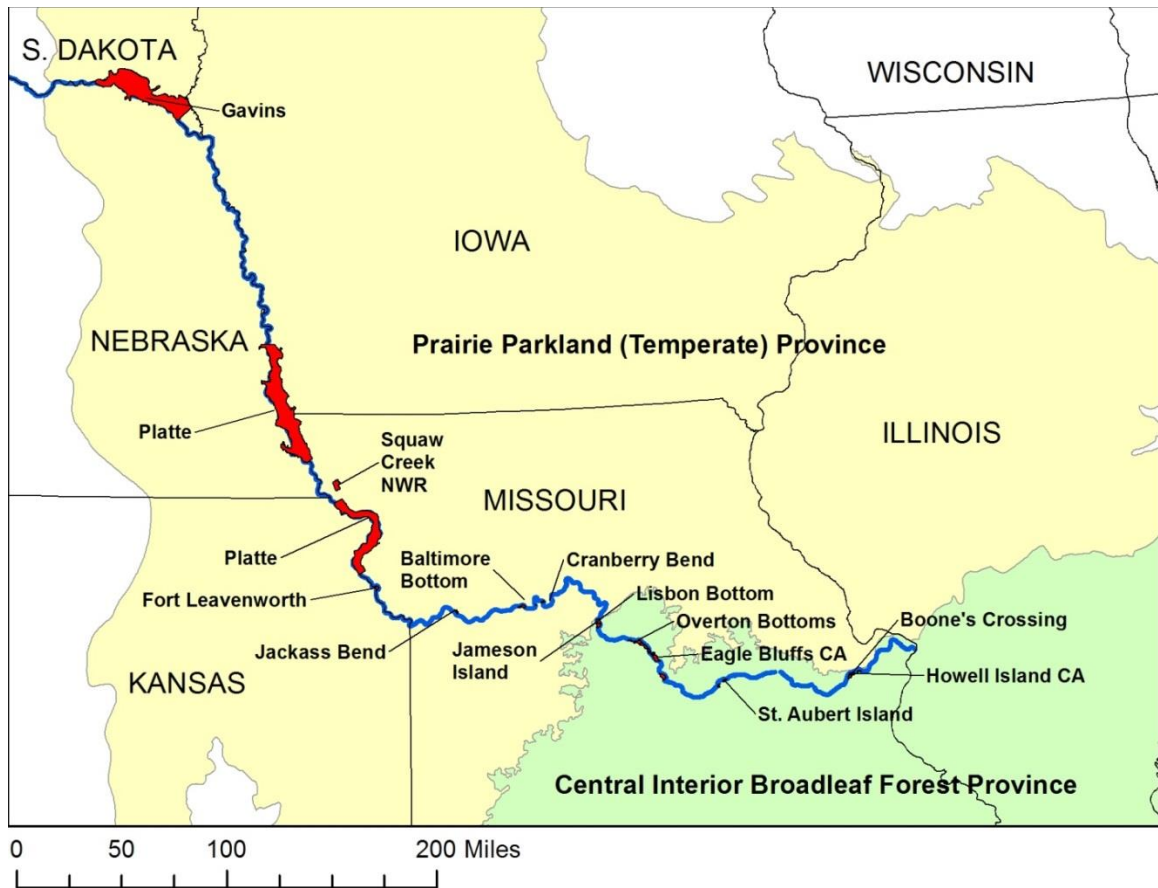 S. DAKOTA
WISCONSIN
Gavins
IOWA
NEBRASKA
Prairie Parkland (Temperate) Province
Platte
Squaw
Creek
NWR
ILLINOIS
MISSOURI
Platte
Baltimore
Bottom
Cranberry Bend
Fort Leavenworth
Lisbon Bottom
Overton Bottoms
Boone's Crossing
Jackass Bend
Jameson
Island
Eagle Bluffs CA
Howell Island CA
KANSAS
St. Aubert Island
Central Interior Broadleaf Forest Province
0 50 100 200 Miles